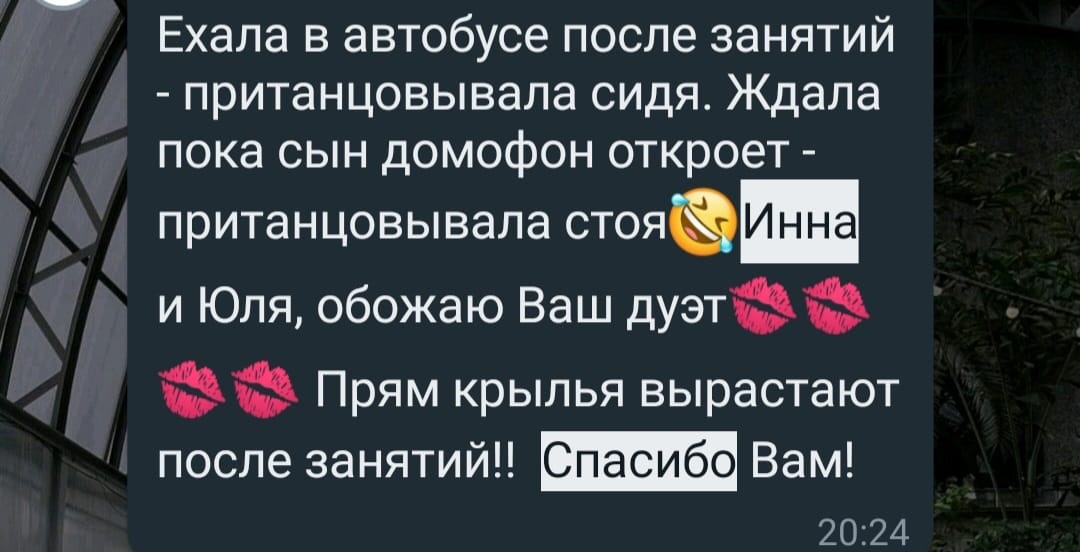 Ехала в автобусе после занятий
- пританцовывала сидя. Ждала
пока сын домофон откроет -
пританцовывала стоя🤣Инна
и Юля, обожаю Ваш дуэт💋💋
💋💋 Прям крылья вырастают
после занятий!! Спасибо Вам!
20:24